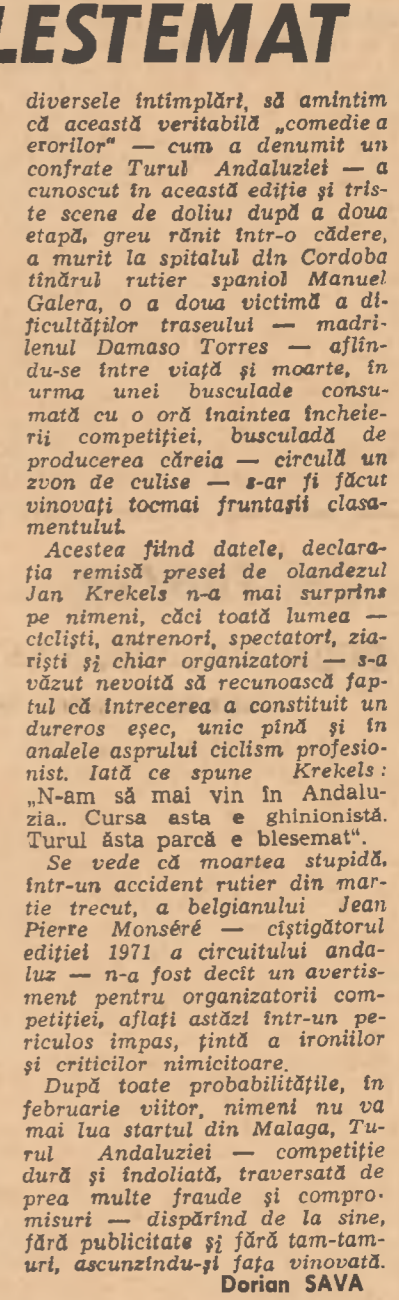 LESTEMAT
diversele întîmplări, să amintim
că această veritabilă „comedie a
erorilor" — cum a denumit un
confrate Turul Andaluziei — a
cunoscut în această ediție și tris-
te scene de doliu: după a doua
etapă, greu rănit într-o cădere,
a murit la spitalul din Cordoba
tînărul rutier spaniol Manuel
Galera, o a doua victimă a di-
ficultăților traseului — madri-
lenul Damaso Torres — aflîn-
du-se între viață și moarte, în
urma unei busculade consu-
mată cu o oră înaintea încheie-
rii competiției, busculadă de
producerea căreia — circulă un
zvon de culise — s-ar fi făcut
vinovați tocmai fruntașii clasa-
mentului.
Acestea fiind datele, declara-
ția remisă presei de olandezul
Jan Krekels n-a mai surprins
pe nimeni, căci toată lumea —
cicliști, antrenori, spectatori, zia-
riști și chiar organizatori — s-a
văzut nevoită să recunoască fap-
tul că întrecerea a constituit un
dureros eșec, unic pînă și în
analele asprului ciclism profesio-
nist. Iată ce spune Krekels :
„N-am să mai vin în Andalu-
zia.. Cursa asta e ghinionistă.
Turul ăsta parcă e blesemat".
Se vede că moartea stupidă,
într-un accident rutier din mar-
tie trecut, a belgianului Jean
Pierre Monséré — cîștigătorul
ediției 1971 a circuitului anda-
luz — n-a fost decît un avertis-
ment pentru organizatorii com-
petiției, aflați astăzi într-un pe-
riculos impas, țintă a ironiilor
și criticilor nimicitoare.
După toate probabilitățile, în
februarie viitor, nimeni nu va
mai lua startul din Malaga, Tu-
rul Andaluziei — competiție
dură și îndoliată, traversată de
prea multe fraude și compro-
misuri — dispărînd de la sine,
fără publicitate și fără tam-tam-
uri, ascunzîndu-și fața vinovată.
Dorian SAVA